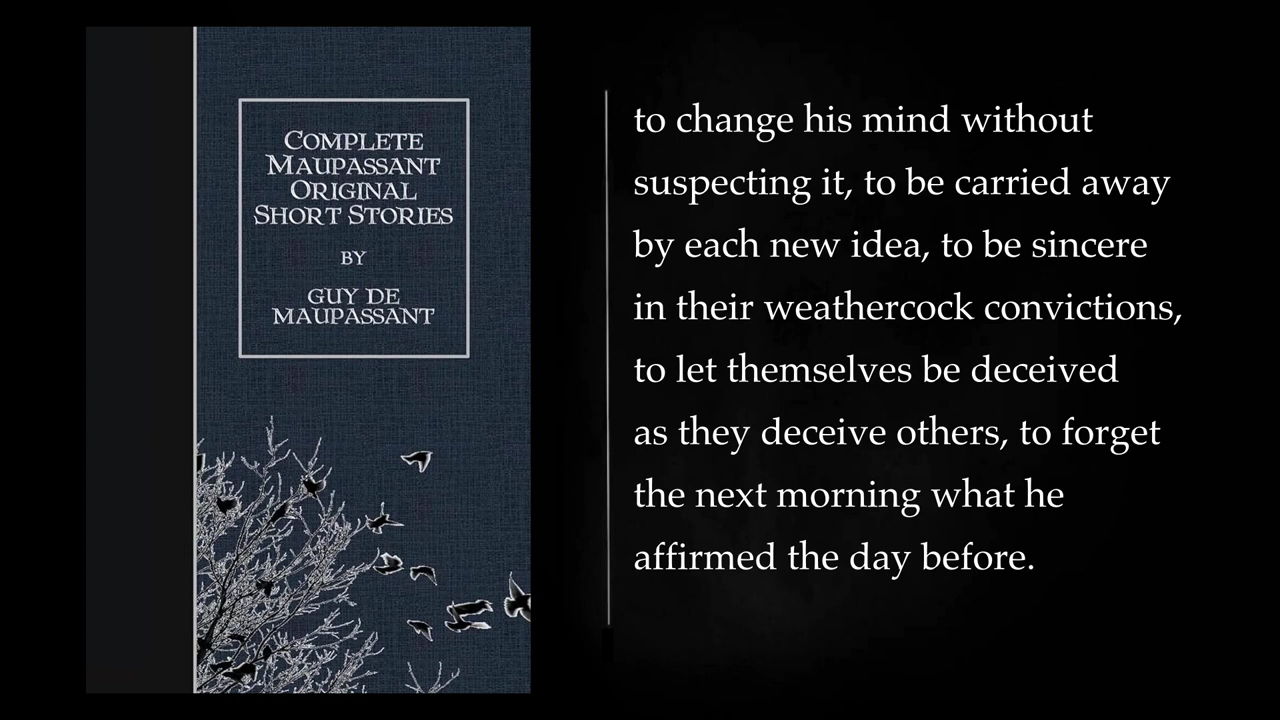 COMPLETE
MAUPASSANT
ORIGINAL
SHORT STORIES
BY
GUY DE
MAUPASSANT
to change his mind without
suspecting it, to be carried away
by each new idea, to be sincere
in their weathercock convictions,
to let themselves be deceived
as they deceive others, to forget
the next morning what he
affirmed the day before.